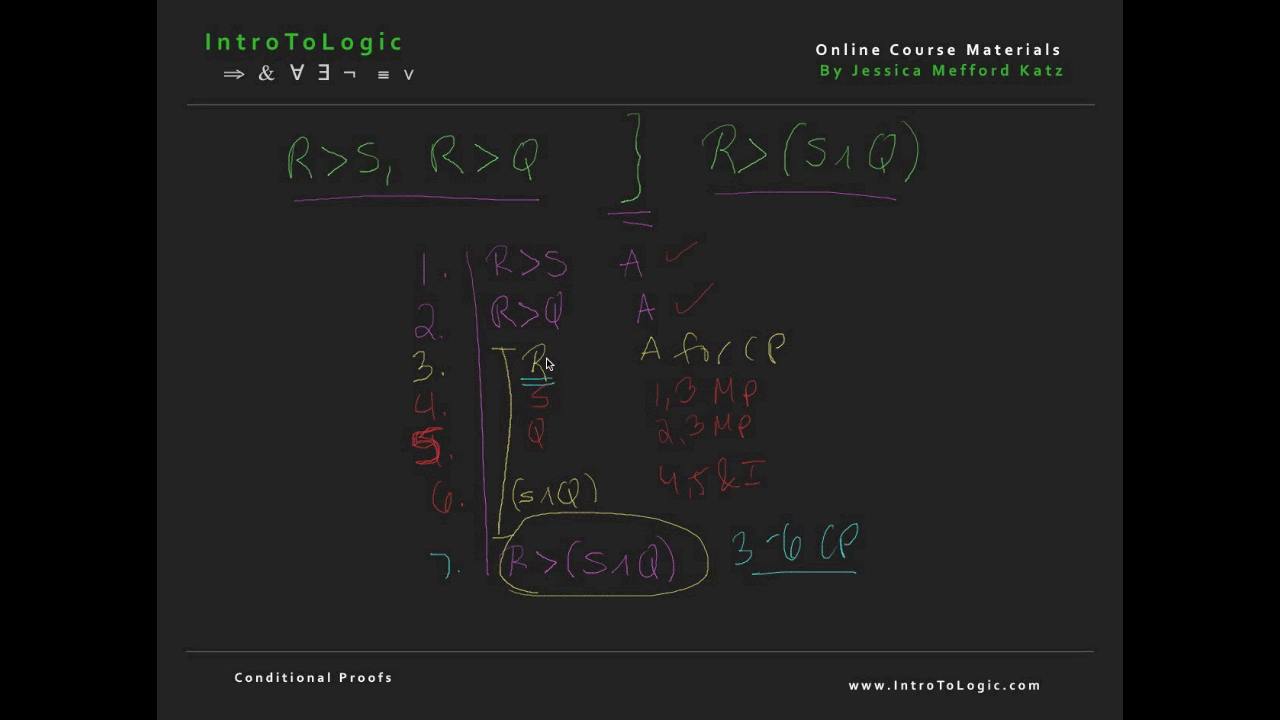 IntroToLogic
⇒ & ∀ ∃ ¬ ≡ v
Online Course Materials
By Jessica Mefford Katz
R>S, R>Q ] R>(S∧Q)
1. R>S A ✓
2. R>Q A ✓
3. R A for CP
4. S 1,3 MP
5. Q 2,3 MP
6. (S∧Q) 4,5 &I
7. R>(S∧Q) 3-6 CP
Conditional Proofs
www.IntroToLogic.com